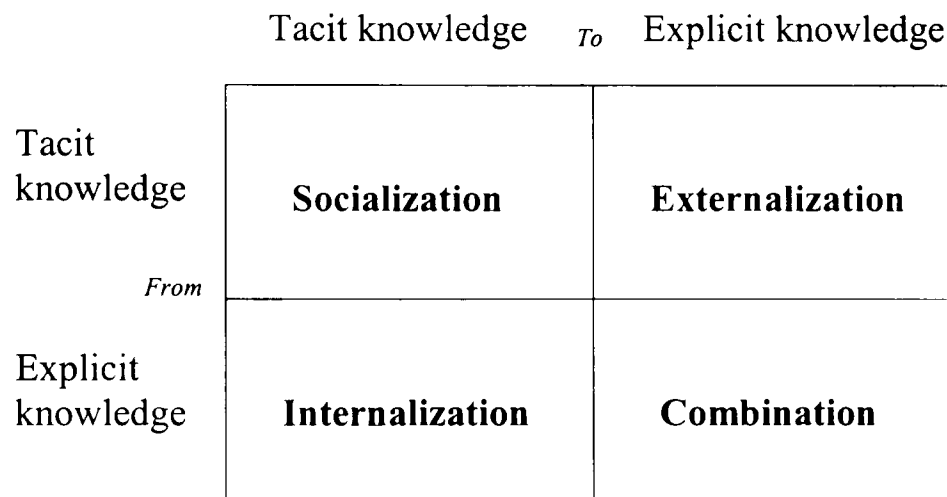 Tacit knowledge To Explicit knowledge
Tacit
knowledge
Socialization Externalization
From
Explicit
knowledge
Internalization Combination